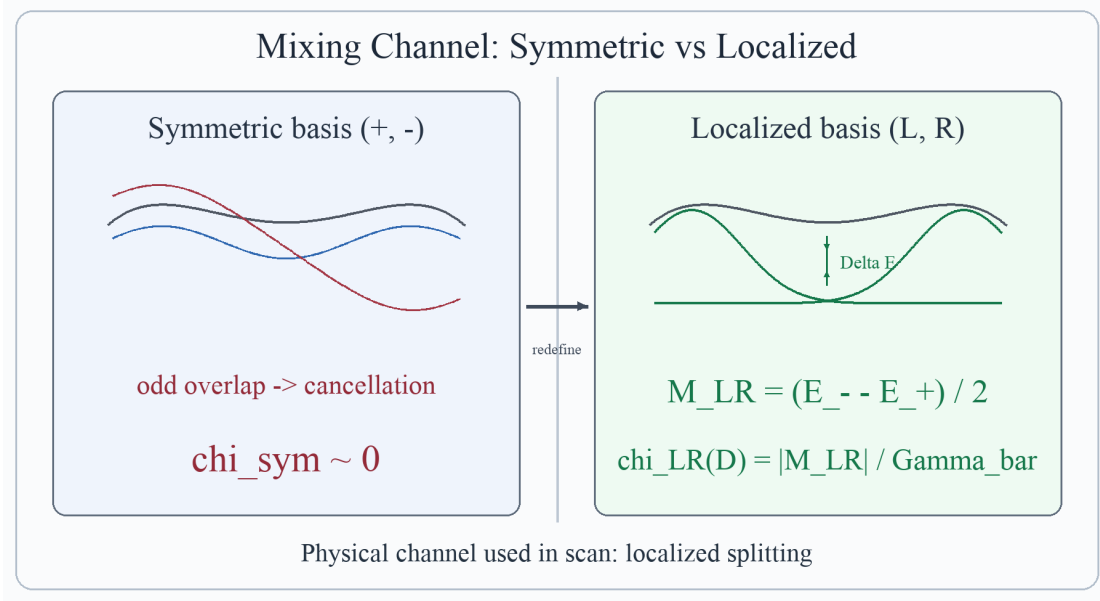 Mixing Channel: Symmetric vs Localized
Symmetric basis (+, -)
odd overlap -> cancellation
chi_sym ~ 0
redefine
Localized basis (L, R)
Delta E
M_LR = (E_- - E_+) / 2
chi_LR(D) = |M_LR| / Gamma_bar
Physical channel used in scan: localized splitting